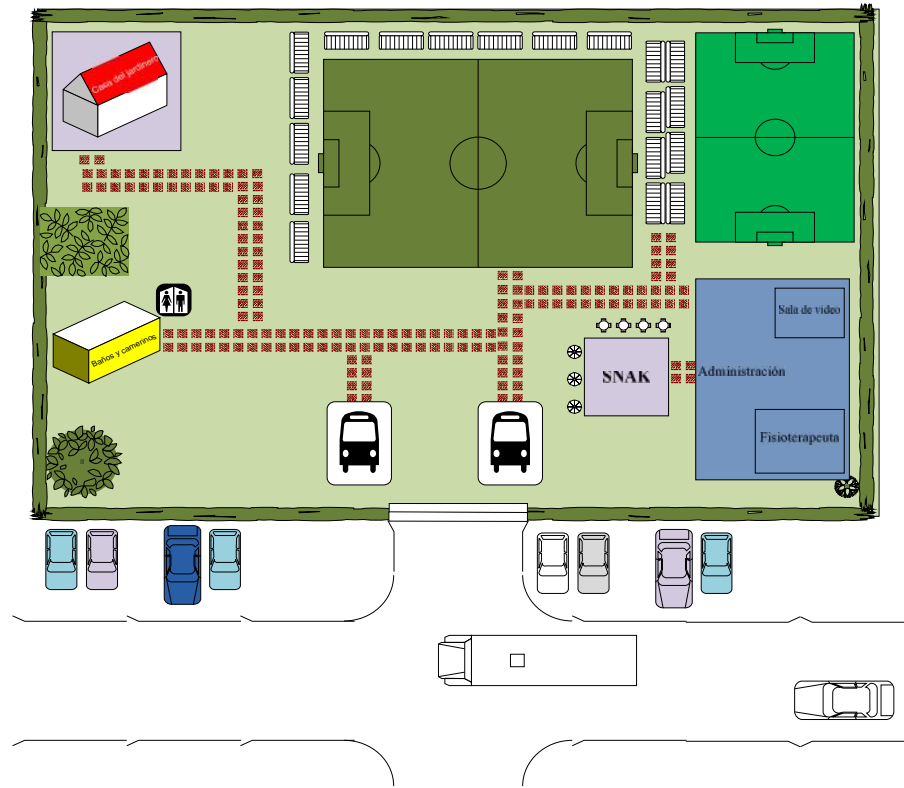 Casa del jardinero
Sala de video
Baños y camerinos
SNAK
Administración
Fisioterapeuta